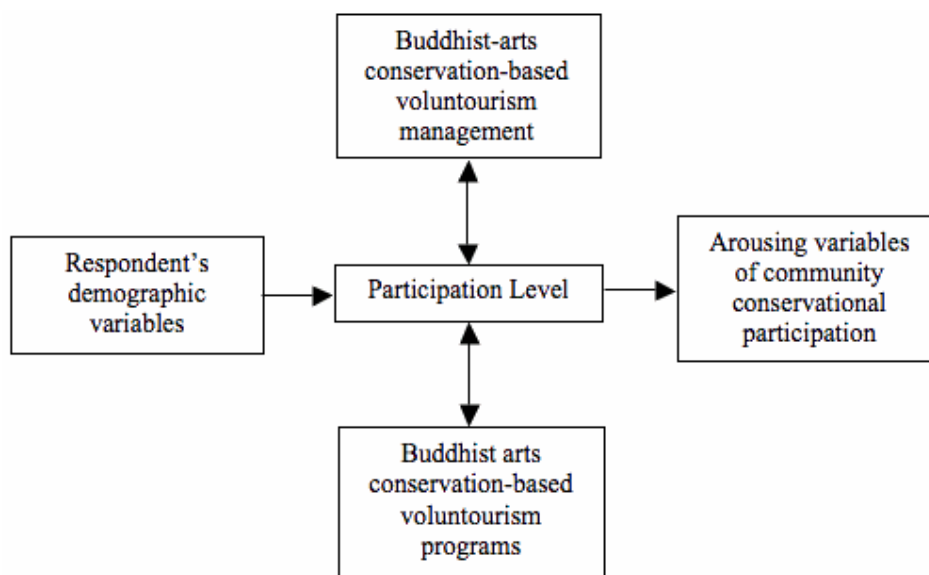 Buddhist-arts
conservation-based
voluntourism
management
Respondent’s
demographic
variables
Participation Level
Arousing variables
of community
conservational
participation
Buddhist arts
conservation-based
voluntourism
programs